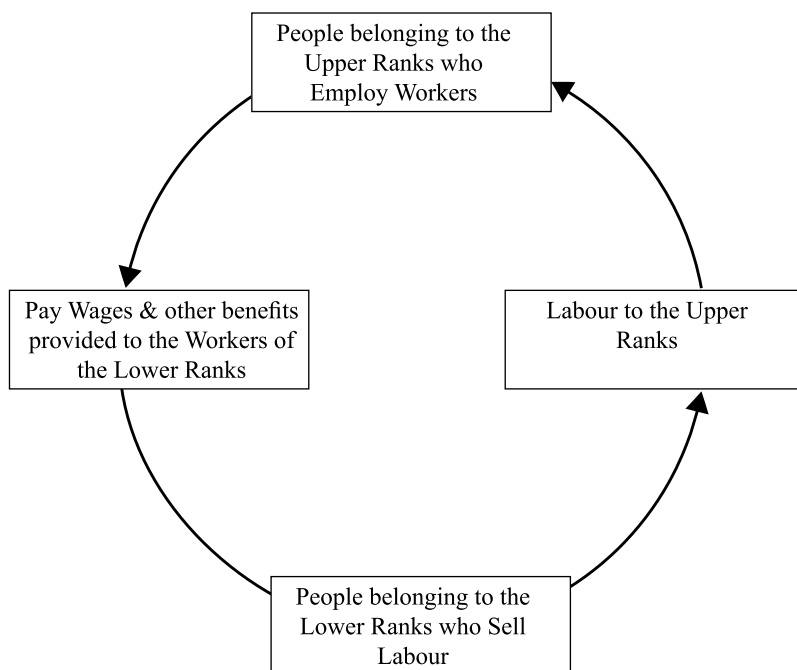 People belonging to the
Upper Ranks who
Employ Workers
Pay Wages & other benefits
provided to the Workers of
the Lower Ranks
Labour to the Upper
Ranks
People belonging to the
Lower Ranks who Sell
Labour